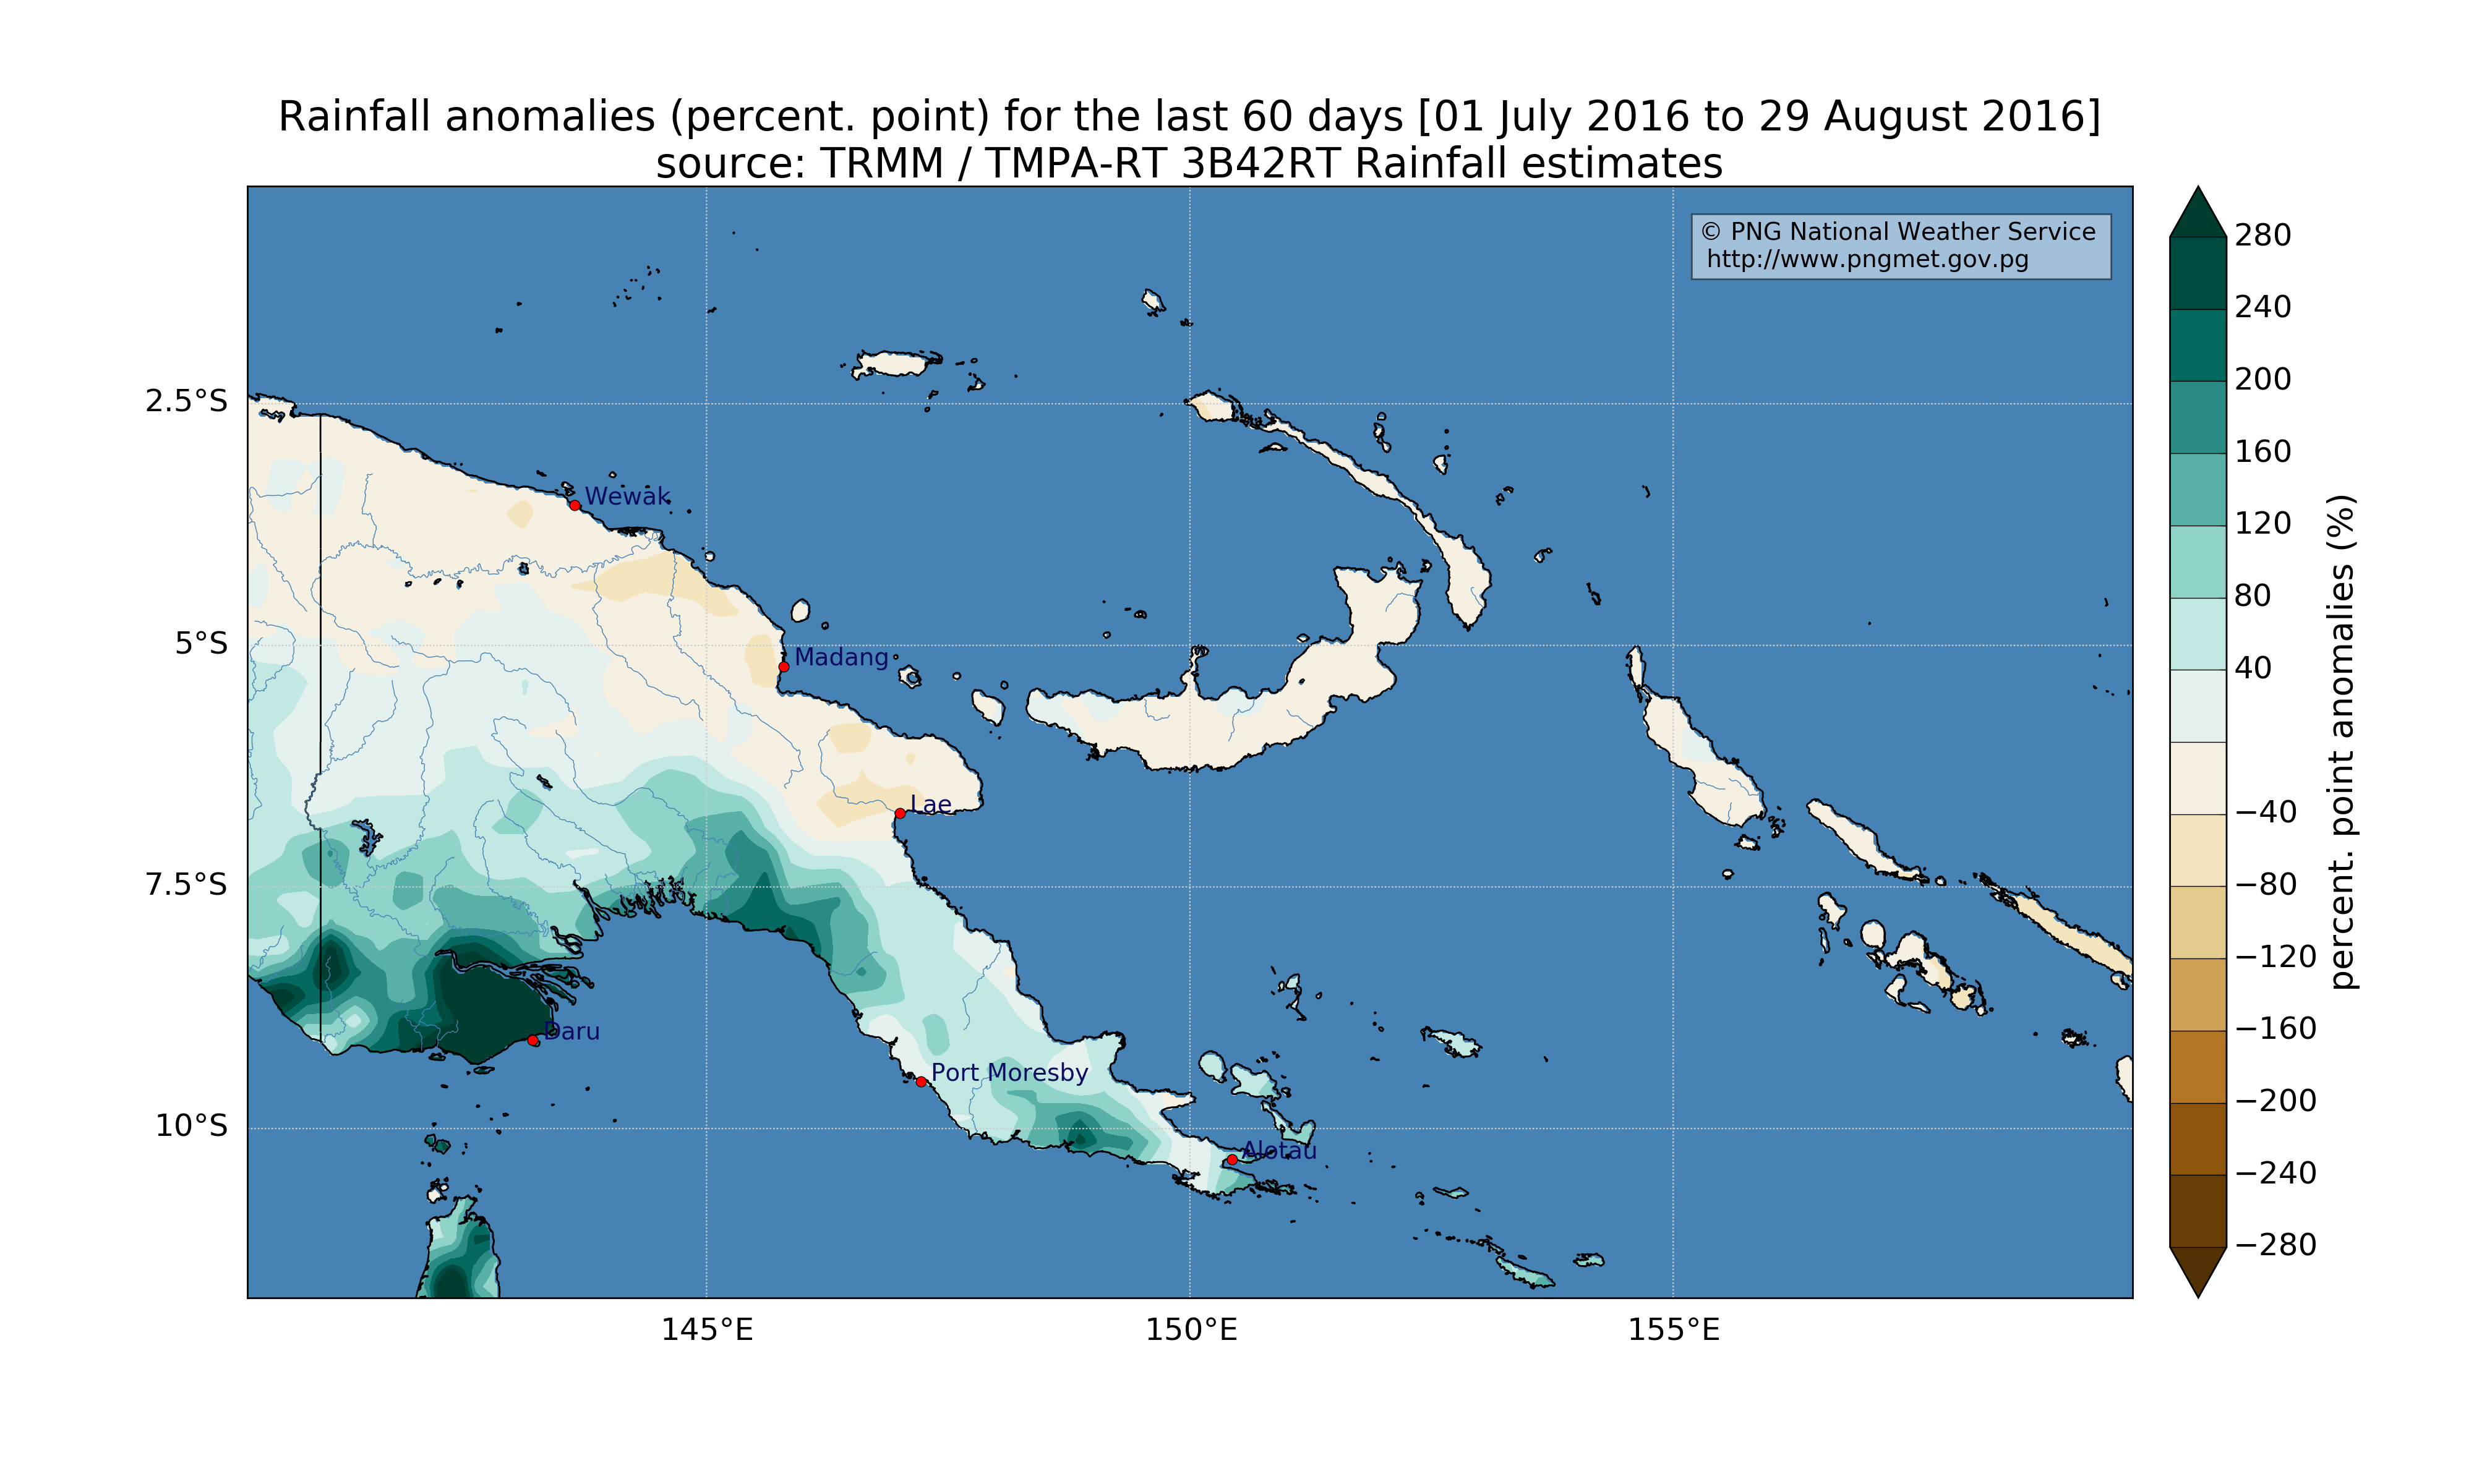 Rainfall anomalies (percent. point) for the last 60 days [01 July 2016 to 29 August 2016]
source: TRMM / TMPA-RT 3B42RT Rainfall estimates
© PNG National Weather Service
http://www.pngmet.gov.pg
280
240
200
160
120
80
40
−40
−80
−120
−160
−200
−240
−280
percent. point anomalies (%)
2.5°S
5°S
7.5°S
10°S
Wewak
Madang
Lae
Daru
Port Moresby
Alotau
145°E
150°E
155°E